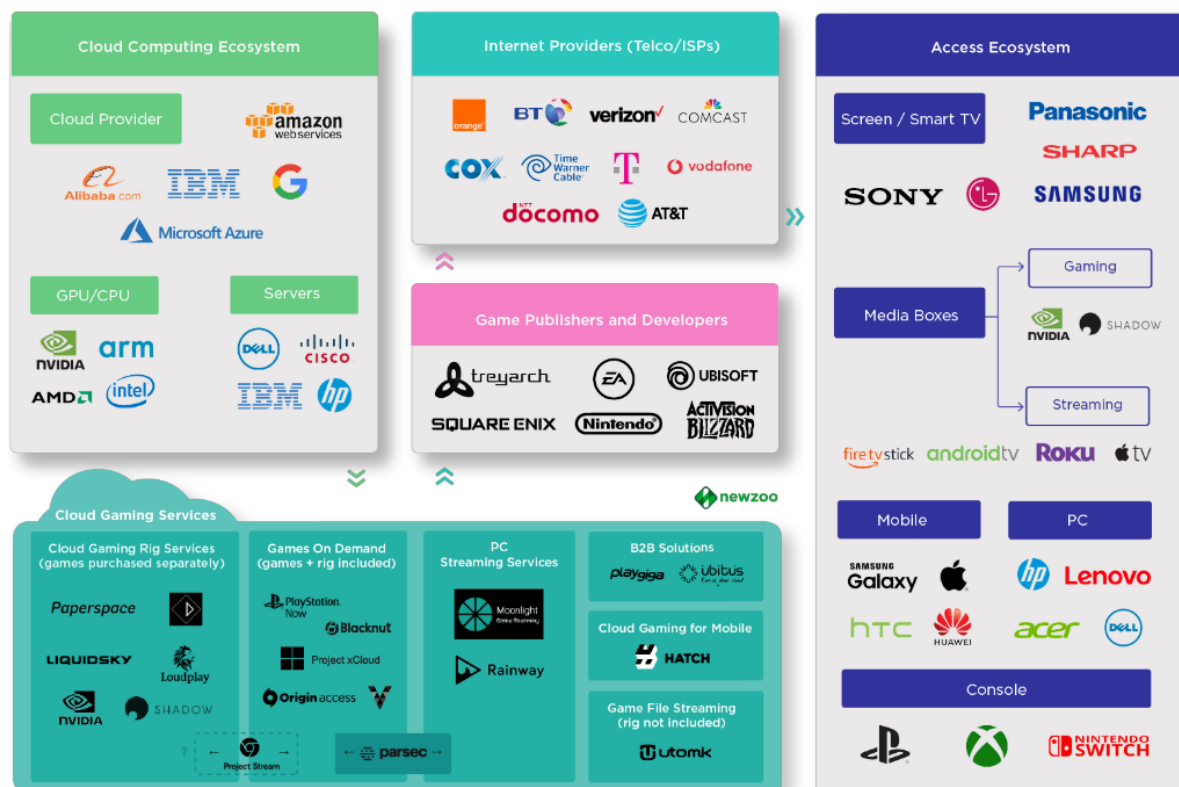 Cloud Computing Ecosystem
Cloud Provider
amazon
webservices
Alibaba.com
IBM
G
Microsoft Azure
GPU/CPU
Servers
NVIDIA
arm
AMD
intel
DELL
CISCO
IBM
hp
Internet Providers (Telco/ISPs)
orange
BT
verizon
COMCAST
COX
Time
Warner
Cable
T
vodafone
NTT
docomo
AT&T
Game Publishers and Developers
treyarch
EA
UBISOFT
SQUARE ENIX
Nintendo
ACTIVISION
BLIZZARD
newzoo
Cloud Gaming Services
Cloud Gaming Rig Services
(games purchased separately)
Paperspace
LIQUIDSKY
Loudplay
NVIDIA
SHADOW
Games On Demand
(games + rig included)
PlayStation
Now
Blacknut
Project xCloud
Origin access
?
Project Stream
parsec
PC
Streaming Services
Moonlight
Game Streaming
Rainway
B2B Solutions
playgiga
ubitus
Cloud Gaming for Mobile
HATCH
Game File Streaming
(rig not included)
utomk
Access Ecosystem
Screen / Smart TV
Panasonic
SHARP
SONY
LG
SAMSUNG
Media Boxes
Gaming
NVIDIA
SHADOW
Streaming
firetvstick
androidtv
ROKU
tv
Mobile
SAMSUNG
Galaxy
hTC
HUAWEI
PC
hp
Lenovo
acer
DELL
Console
NINTENDO
SWITCH